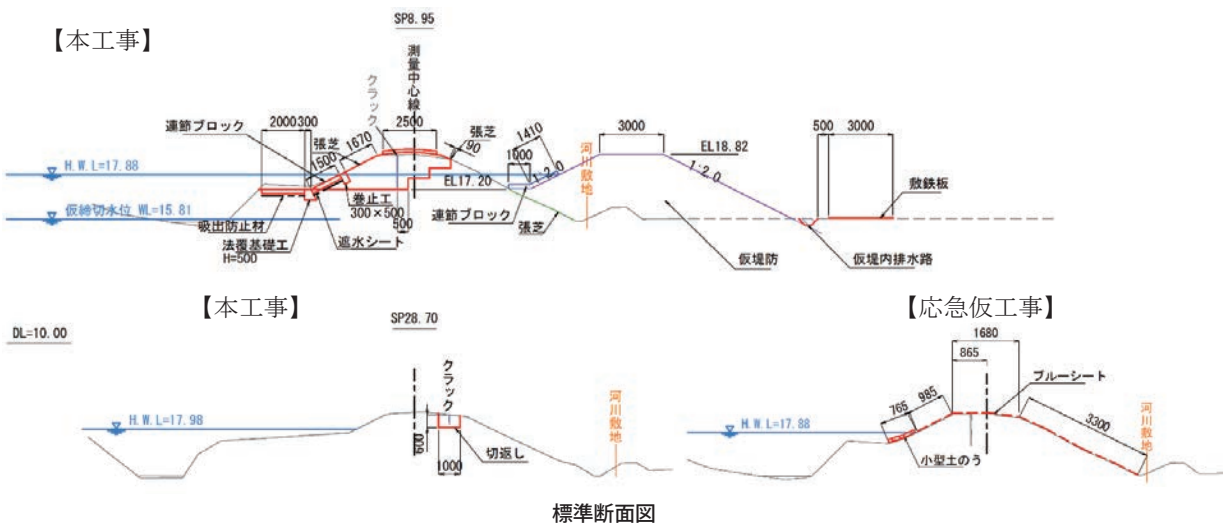 SP8.95
【本工事】
測量中心線
クラック
2000 300
連節ブロック
張芝
1500
1670
2500
90
1410
1000
1:2.0
3000
EL18.82
1:2.0
500
3000
河川敷地
H.W.L=17.88
EL17.20
敷鉄板
巻止工
300×500
連節ブロック
仮締切水位 WL=15.81
吸出防止材
500
張芝
法覆基礎工
H=500
遮水シート
仮堤防
仮堤内排水路
【本工事】
【応急仮工事】
DL=10.00
SP28.70
1680
865
クラック
河川敷地
ブルーシート
765
985
H.W.L=17.98
H.W.L=17.88
3300
河川敷地
600
切返し
1000
小型土のう
標準断面図